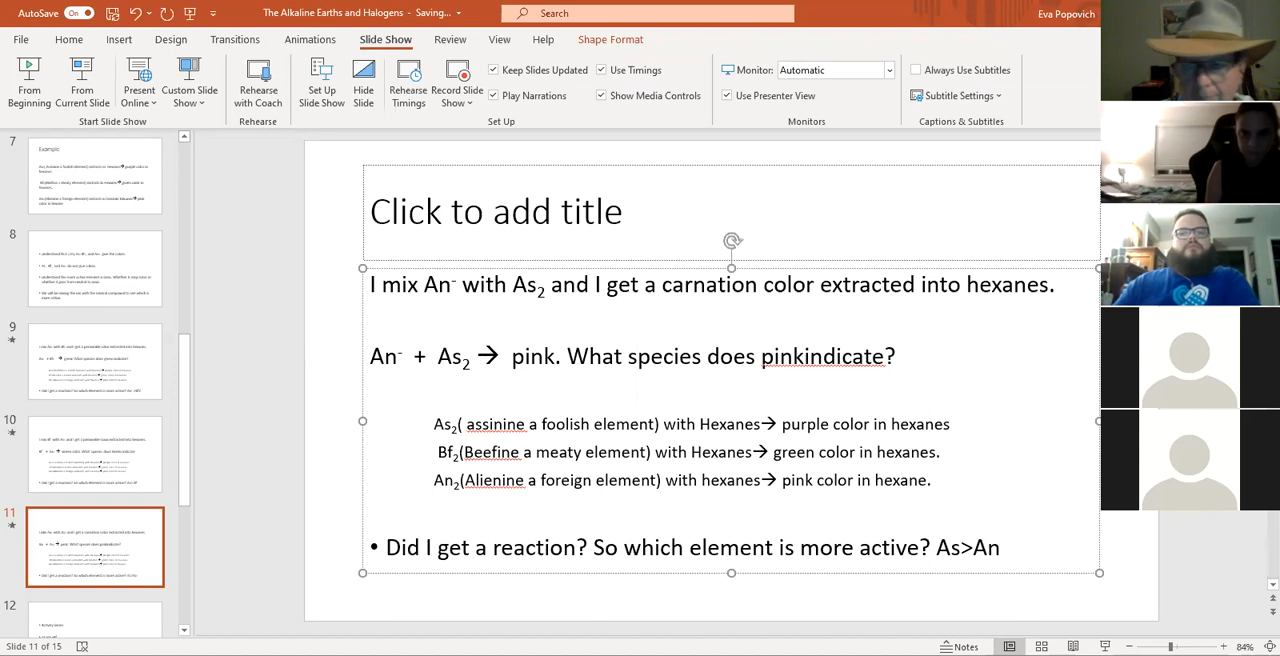 AutoSave On The Alkaline Earths and Halogens - Saving... Search Eva Popovich
File Home Insert Design Transitions Animations Slide Show Review View Help Shape Format
From Beginning From Current Slide Present Online Custom Slide Show Rehearse with Coach Set Up Slide Show Hide Slide Rehearse Timings Record Slide Show
Keep Slides Updated Use Timings Monitor: Automatic Always Use Subtitles
Play Narrations Show Media Controls Use Presenter View Subtitle Settings
Start Slide Show Rehearse Set Up Monitors Captions & Subtitles
7
Example
8
9
10
11
12
Click to add title
I mix An⁻ with As₂ and I get a carnation color extracted into hexanes.
An⁻ + As₂ → pink. What species does pinkindicate?
As₂( assinine a foolish element) with Hexanes→ purple color in hexanes
Bf₂(Beefine a meaty element) with Hexanes→ green color in hexanes.
An₂(Alienine a foreign element) with hexanes→ pink color in hexane.
• Did I get a reaction? So which element is more active? As>An
Slide 11 of 15 Notes 84%